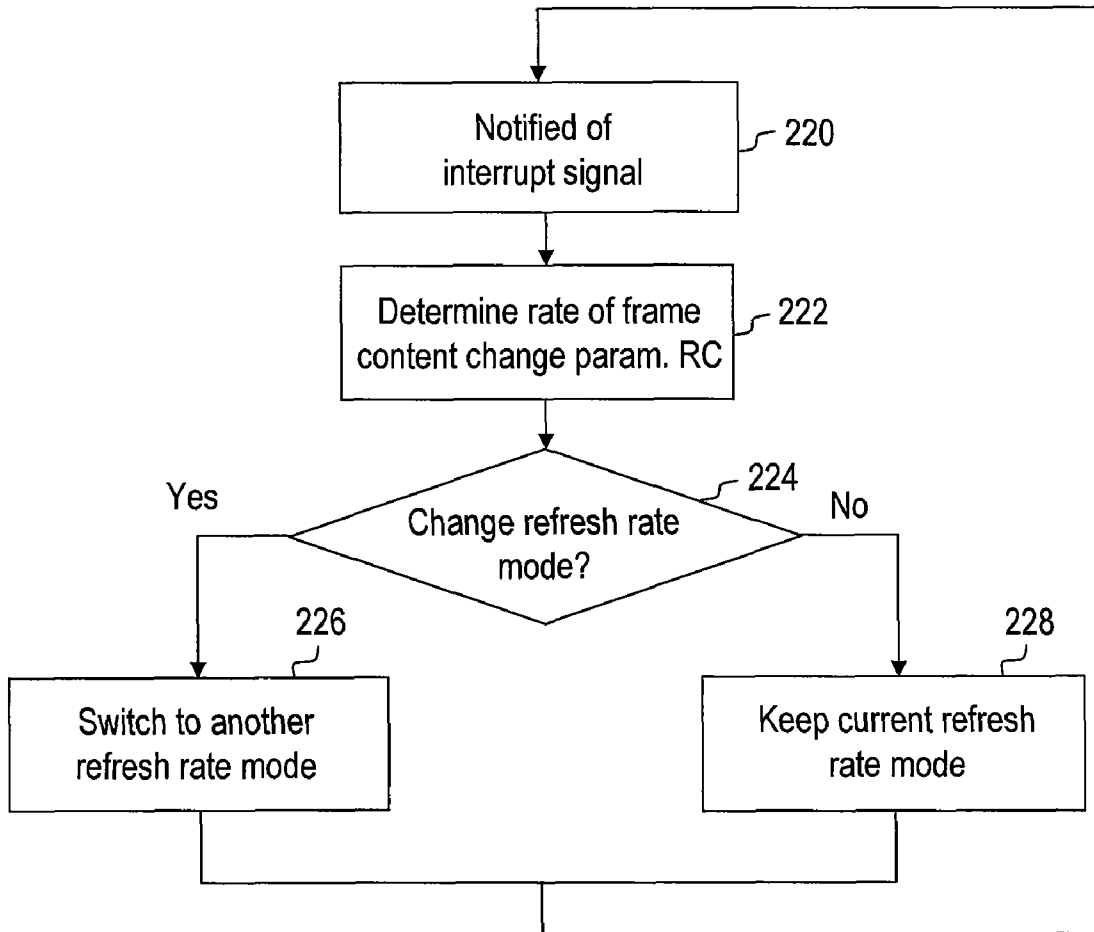 Notified of
interrupt signal
220
Determine rate of frame
content change param. RC
222
224
Yes
No
Change refresh rate
mode?
226
228
Switch to another
refresh rate mode
Keep current refresh
rate mode